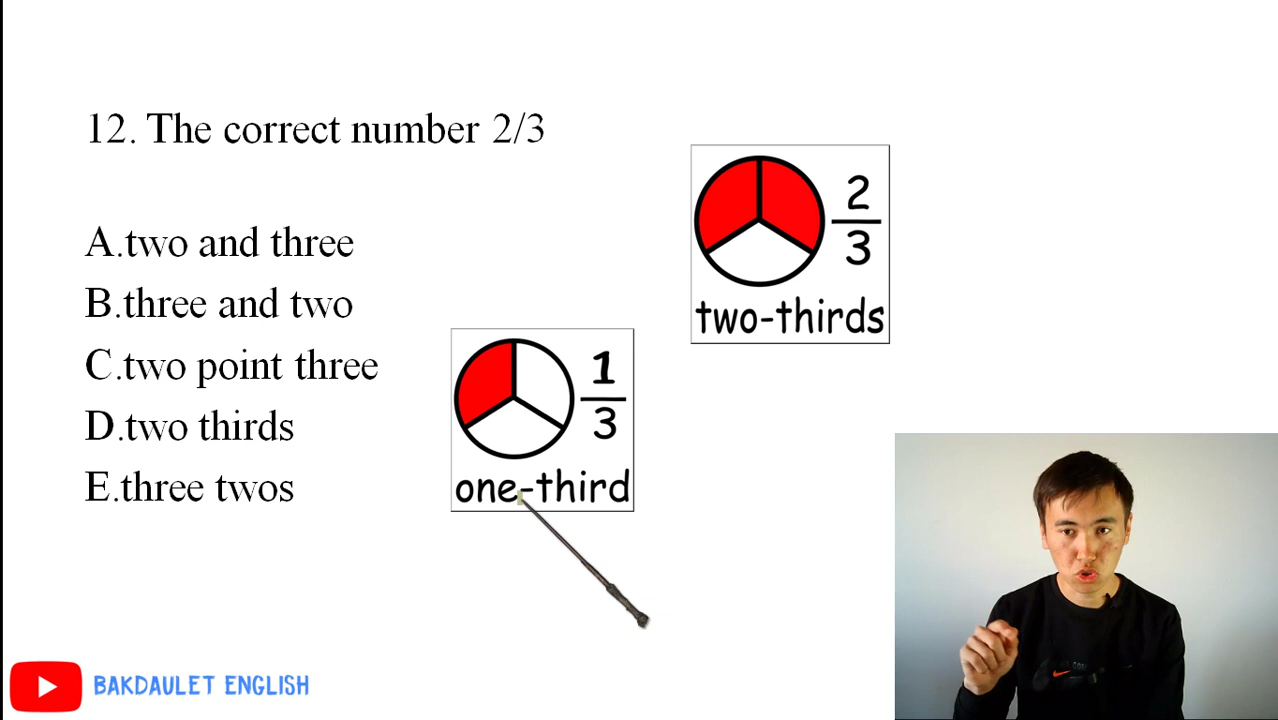 12. The correct number 2/3
A.two and three
B.three and two
C.two point three
D.two thirds
E.three twos
2
3
two-thirds
1
3
one-third
BAKDAULET ENGLISH